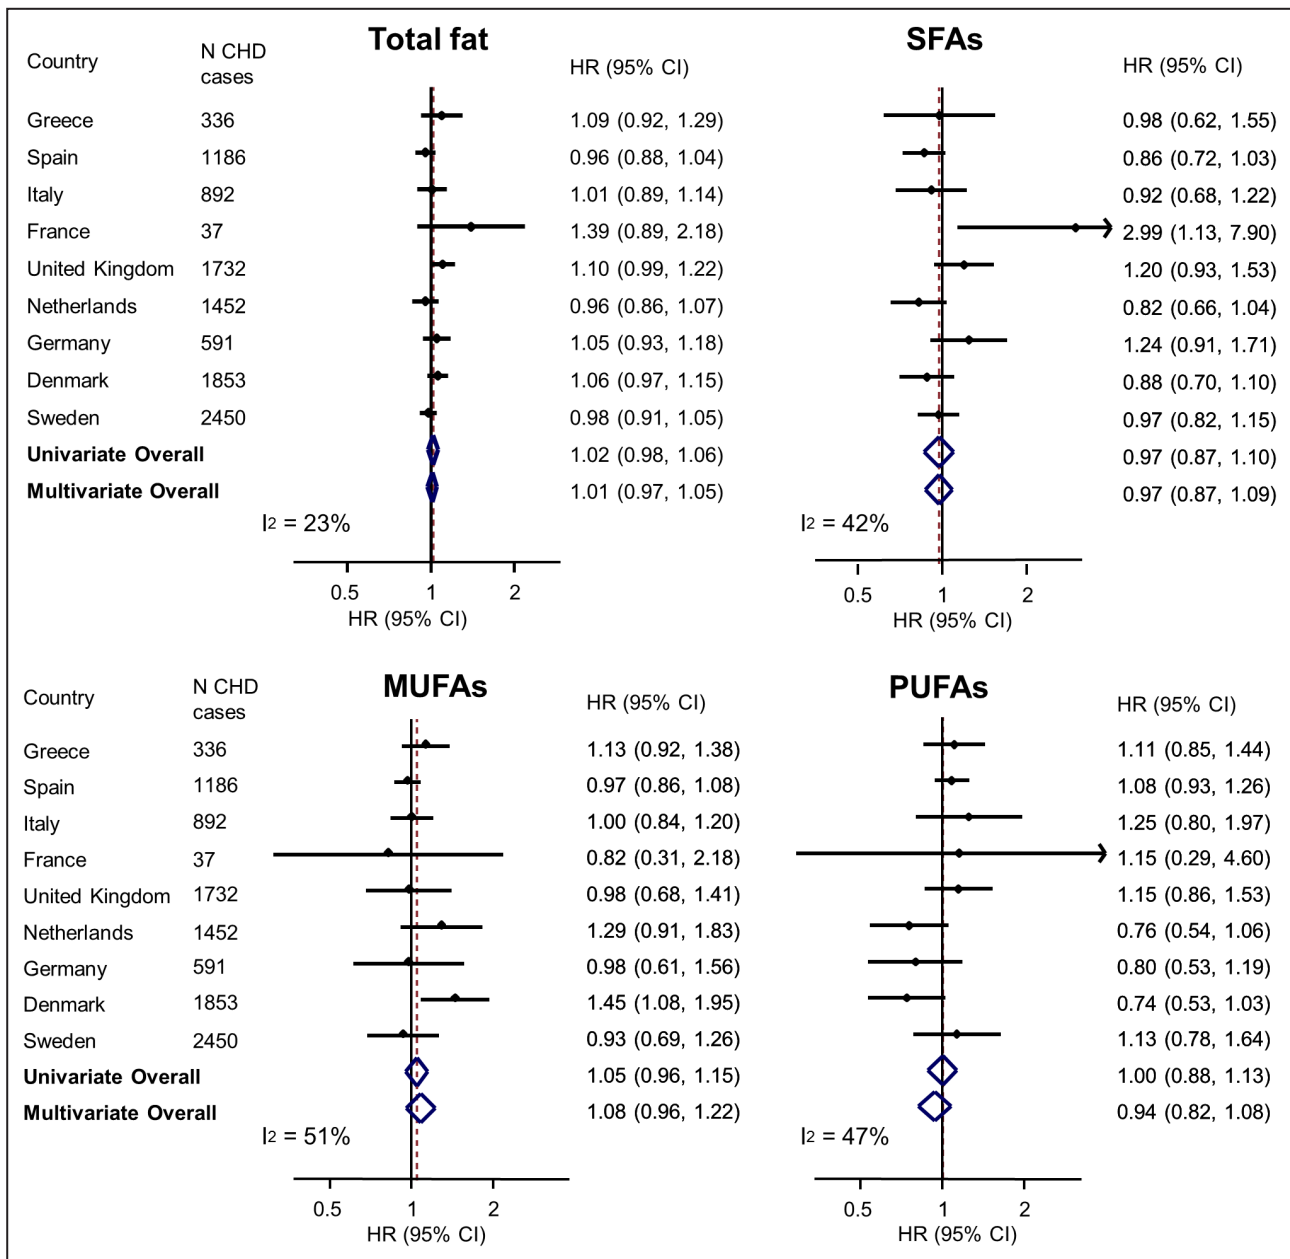 Total fat
Country N CHD cases HR (95% CI)
Greece 336 1.09 (0.92, 1.29)
Spain 1186 0.96 (0.88, 1.04)
Italy 892 1.01 (0.89, 1.14)
France 37 1.39 (0.89, 2.18)
United Kingdom 1732 1.10 (0.99, 1.22)
Netherlands 1452 0.96 (0.86, 1.07)
Germany 591 1.05 (0.93, 1.18)
Denmark 1853 1.06 (0.97, 1.15)
Sweden 2450 0.98 (0.91, 1.05)
Univariate Overall 1.02 (0.98, 1.06)
Multivariate Overall 1.01 (0.97, 1.05)
I2 = 23%
0.5 1 2
HR (95% CI)
SFAs
HR (95% CI)
0.98 (0.62, 1.55)
0.86 (0.72, 1.03)
0.92 (0.68, 1.22)
2.99 (1.13, 7.90)
1.20 (0.93, 1.53)
0.82 (0.66, 1.04)
1.24 (0.91, 1.71)
0.88 (0.70, 1.10)
0.97 (0.82, 1.15)
0.97 (0.87, 1.10)
0.97 (0.87, 1.09)
I2 = 42%
0.5 1 2
HR (95% CI)
MUFAs
Country N CHD cases HR (95% CI)
Greece 336 1.13 (0.92, 1.38)
Spain 1186 0.97 (0.86, 1.08)
Italy 892 1.00 (0.84, 1.20)
France 37 0.82 (0.31, 2.18)
United Kingdom 1732 0.98 (0.68, 1.41)
Netherlands 1452 1.29 (0.91, 1.83)
Germany 591 0.98 (0.61, 1.56)
Denmark 1853 1.45 (1.08, 1.95)
Sweden 2450 0.93 (0.69, 1.26)
Univariate Overall 1.05 (0.96, 1.15)
Multivariate Overall 1.08 (0.96, 1.22)
I2 = 51%
0.5 1 2
HR (95% CI)
PUFAs
HR (95% CI)
1.11 (0.85, 1.44)
1.08 (0.93, 1.26)
1.25 (0.80, 1.97)
1.15 (0.29, 4.60)
1.15 (0.86, 1.53)
0.76 (0.54, 1.06)
0.80 (0.53, 1.19)
0.74 (0.53, 1.03)
1.13 (0.78, 1.64)
1.00 (0.88, 1.13)
0.94 (0.82, 1.08)
I2 = 47%
0.5 1 2
HR (95% CI)